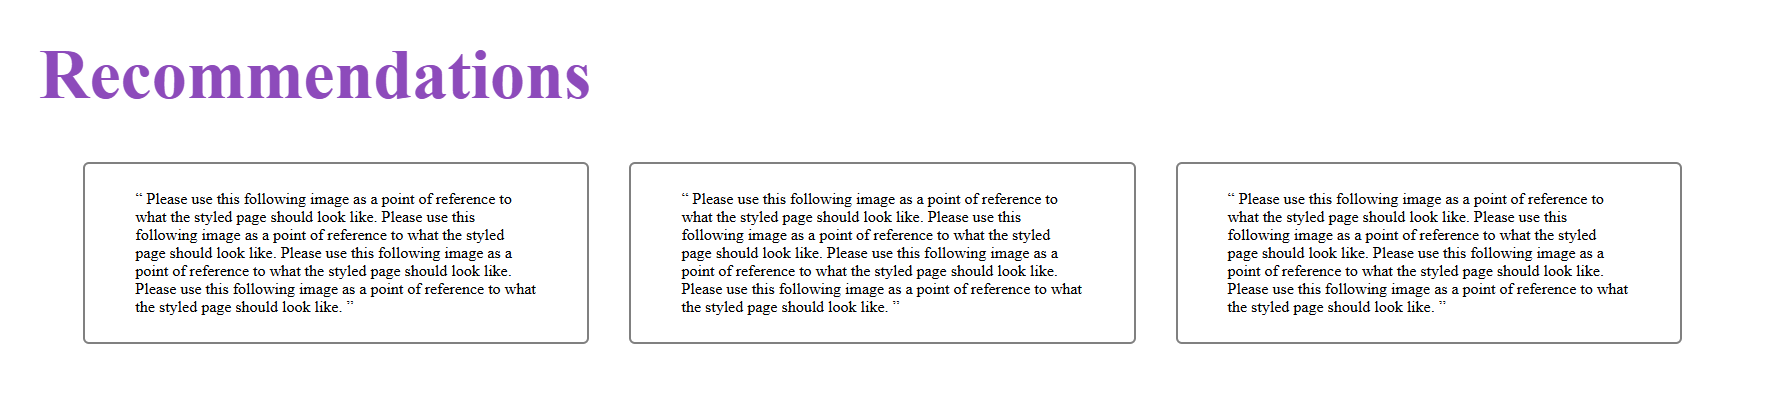 Recommendations
“ Please use this following image as a point of reference to
what the styled page should look like. Please use this
following image as a point of reference to what the styled
page should look like. Please use this following image as a
point of reference to what the styled page should look like.
Please use this following image as a point of reference to what
the styled page should look like. ”
“ Please use this following image as a point of reference to
what the styled page should look like. Please use this
following image as a point of reference to what the styled
page should look like. Please use this following image as a
point of reference to what the styled page should look like.
Please use this following image as a point of reference to what
the styled page should look like. ”
“ Please use this following image as a point of reference to
what the styled page should look like. Please use this
following image as a point of reference to what the styled
page should look like. Please use this following image as a
point of reference to what the styled page should look like.
Please use this following image as a point of reference to what
the styled page should look like. ”